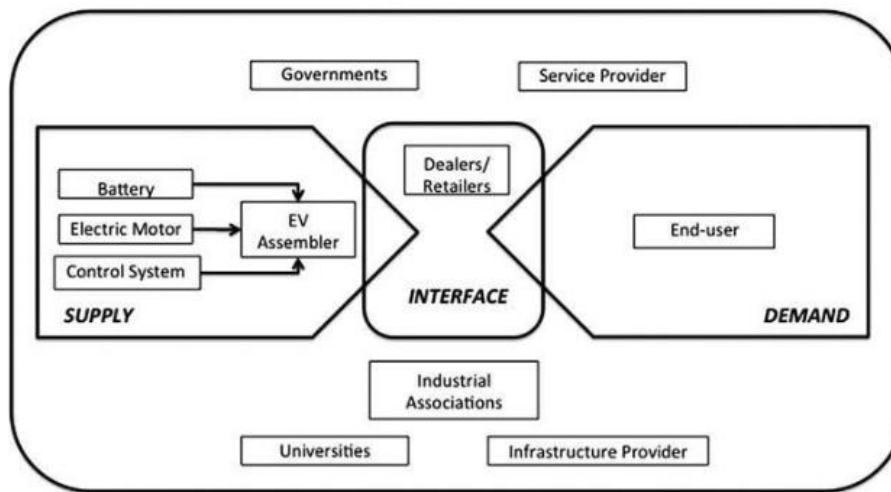 Governments
Service Provider
Dealers/
Retailers
Battery
Electric Motor
Control System
EV
Assembler
End-user
SUPPLY
INTERFACE
DEMAND
Industrial
Associations
Universities
Infrastructure Provider